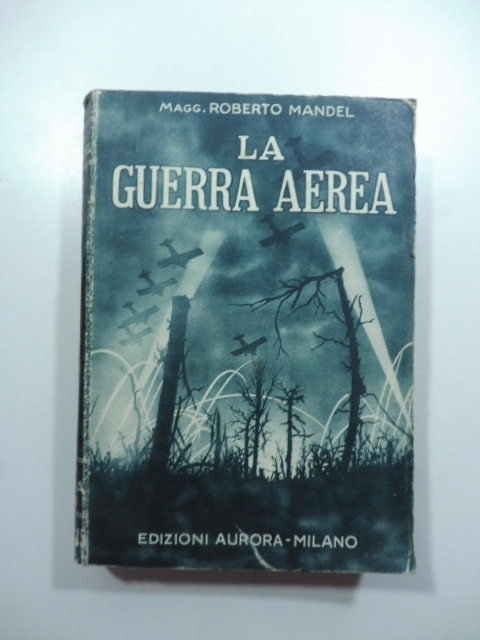 MAGG. ROBERTO MANDEL
LA
GUERRA AEREA
EDIZIONI AURORA-MILANO